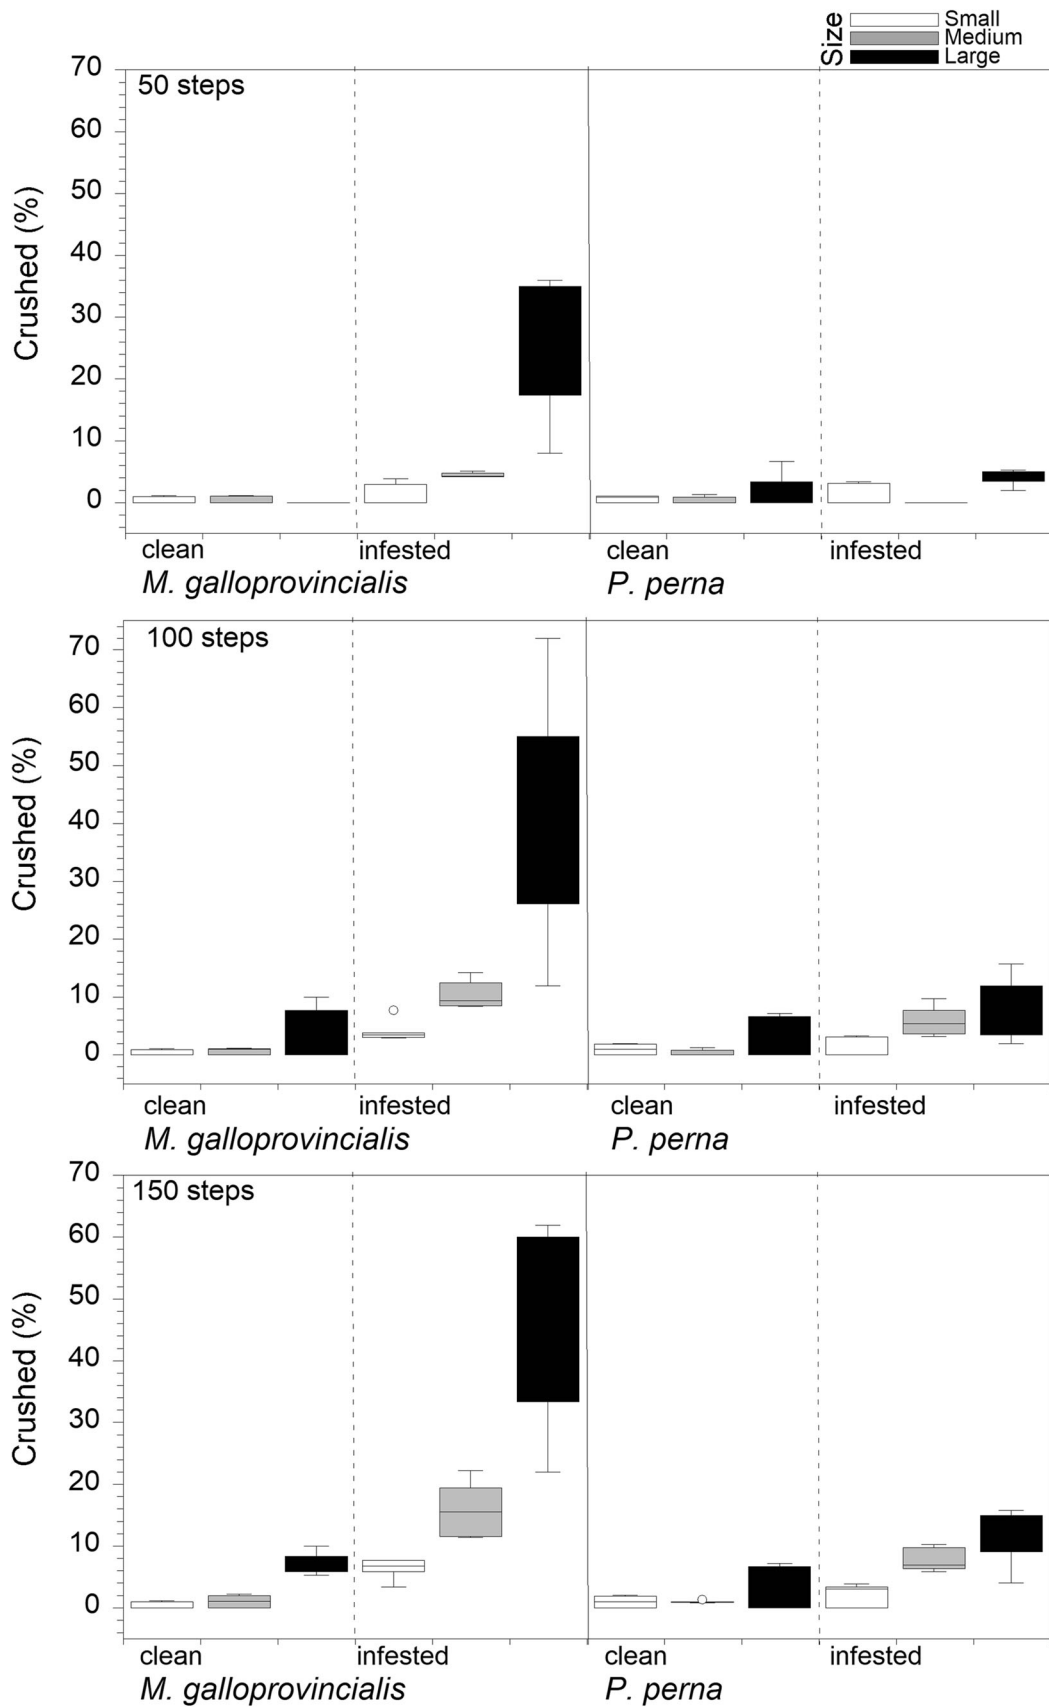 Size
Small
Medium
Large
50 steps
Crushed (%)
70
60
50
40
30
20
10
0
clean infested clean infested
M. galloprovincialis P. perna
100 steps
Crushed (%)
70
60
50
40
30
20
10
0
clean infested clean infested
M. galloprovincialis P. perna
150 steps
Crushed (%)
70
60
50
40
30
20
10
0
clean infested clean infested
M. galloprovincialis P. perna